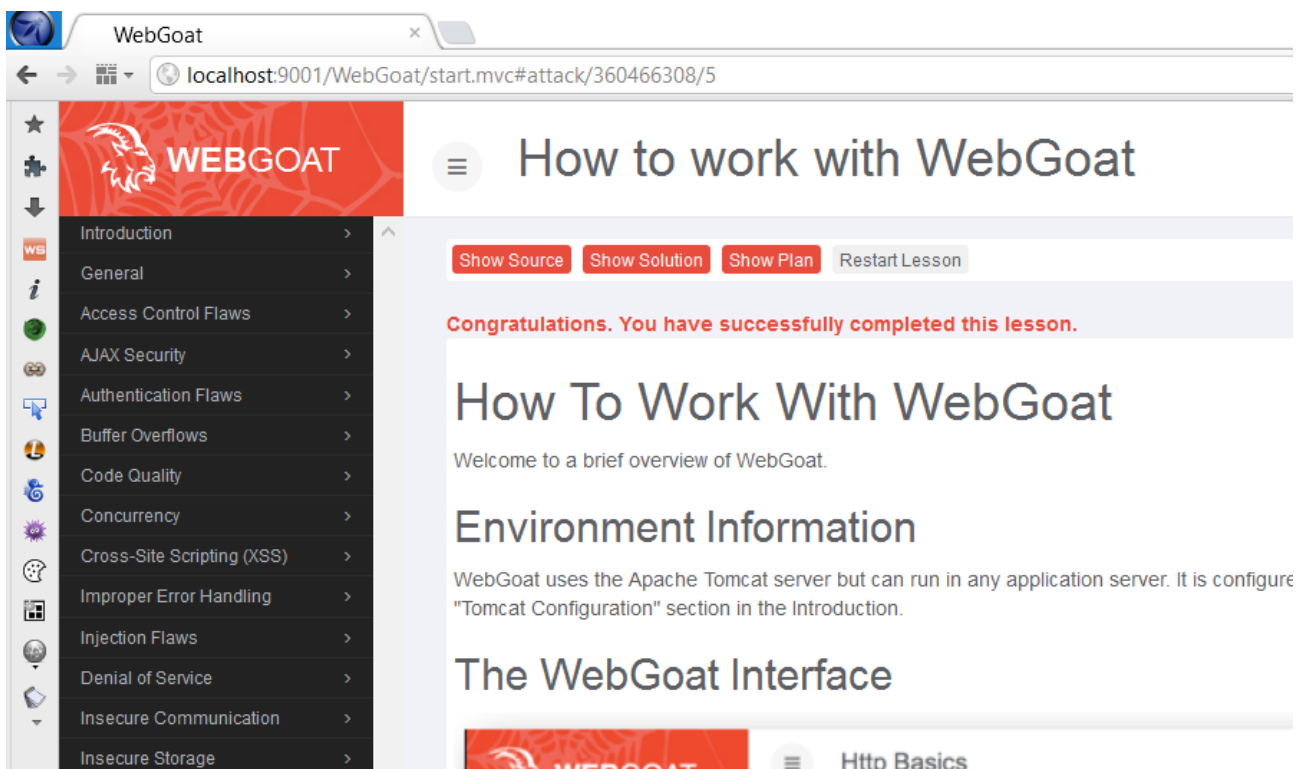 WebGoat
localhost:9001/WebGoat/start.mvc#attack/360466308/5
WEBGOAT
How to work with WebGoat
Introduction
General
Access Control Flaws
AJAX Security
Authentication Flaws
Buffer Overflows
Code Quality
Concurrency
Cross-Site Scripting (XSS)
Improper Error Handling
Injection Flaws
Denial of Service
Insecure Communication
Insecure Storage
WS
Show Source Show Solution Show Plan Restart Lesson
Congratulations. You have successfully completed this lesson.
How To Work With WebGoat
Welcome to a brief overview of WebGoat.
Environment Information
WebGoat uses the Apache Tomcat server but can run in any application server. It is configure
"Tomcat Configuration" section in the Introduction.
The WebGoat Interface
WEBGOAT
Http Basics